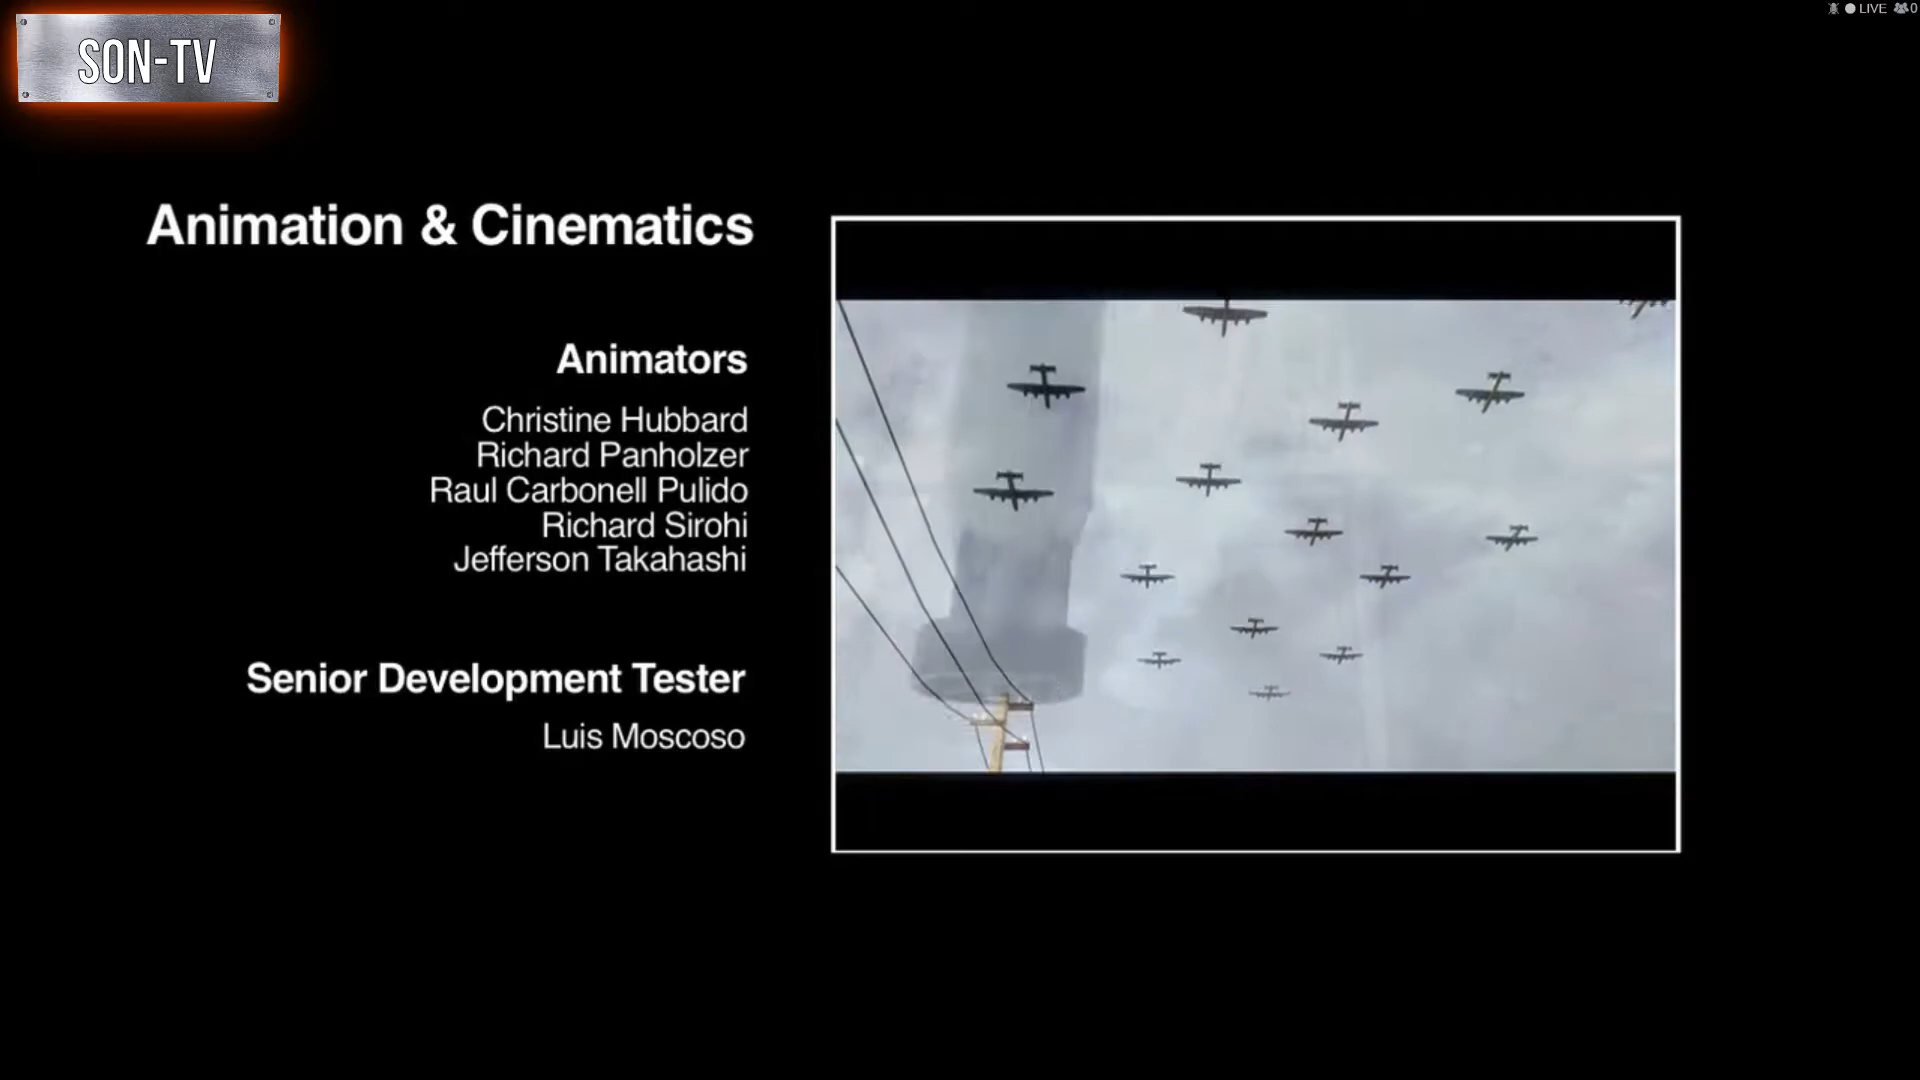 SON-TV
LIVE 0
Animation & Cinematics
Animators
Christine Hubbard
Richard Panholzer
Raul Carbonell Pulido
Richard Sirohi
Jefferson Takahashi
Senior Development Tester
Luis Moscoso